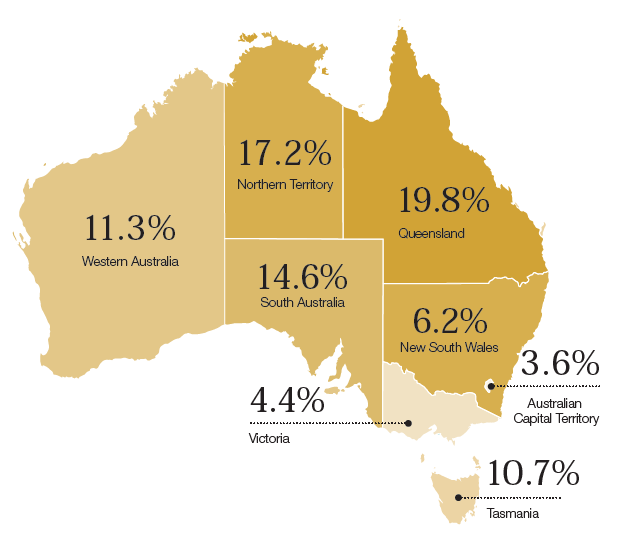 17.2%
Northern Territory
19.8%
Queensland
11.3%
Western Australia
14.6%
South Australia
6.2%
New South Wales
3.6%
Australian
Capital Territory
4.4%
Victoria
10.7%
Tasmania